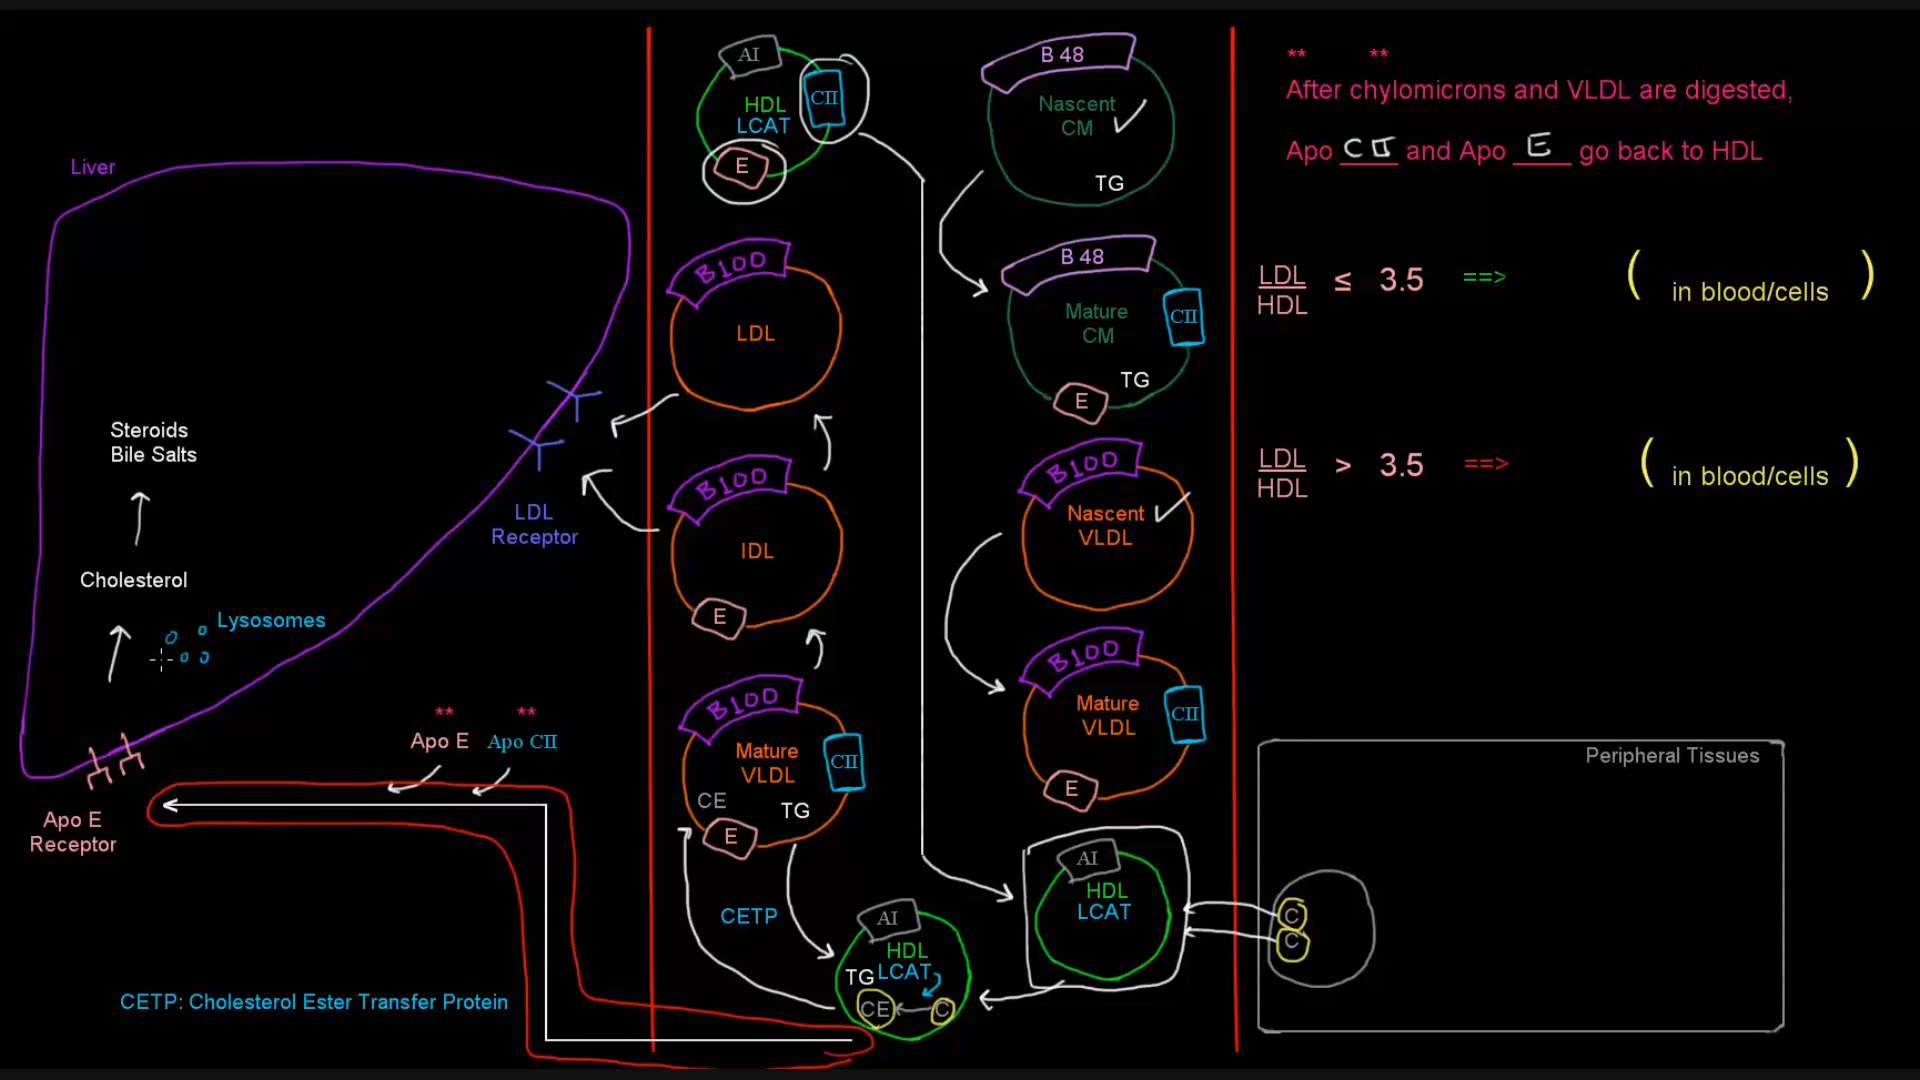 Liver
Steroids
Bile Salts
Cholesterol
Lysosomes
LDL
Receptor
** **
Apo E Apo CII
Apo E
Receptor
CETP: Cholesterol Ester Transfer Protein
AI
CII
HDL
LCAT
E
B100
LDL
B100
IDL
E
B100
Mature
VLDL
CII
CE
TG
E
CETP
AI
HDL
TG LCAT
CE C
B 48
Nascent
CM
TG
B 48
Mature
CM
CII
TG
E
B100
Nascent
VLDL
B100
Mature
VLDL
CII
E
AI
HDL
LCAT
** **
After chylomicrons and VLDL are digested,
Apo CII and Apo E go back to HDL
LDL
HDL
≤ 3.5 ==> ( in blood/cells )
LDL
HDL
> 3.5 ==> ( in blood/cells )
Peripheral Tissues
C
C